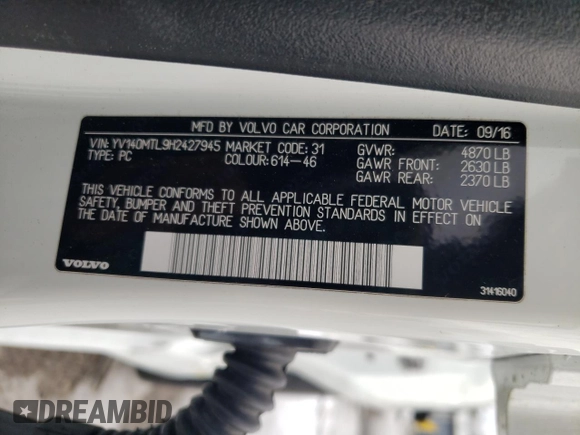 MFD BY VOLVO CAR CORPORATION DATE: 09/16
VIN: YV140MTL9H2427945 MARKET CODE: 31 GVWR: 4870 LB
TYPE: PC COLOUR: 614-46 GAWR FRONT: 2630 LB
GAWR REAR: 2370 LB
THIS VEHICLE CONFORMS TO ALL APPLICABLE FEDERAL MOTOR VEHICLE
SAFETY, BUMPER AND THEFT PREVENTION STANDARDS IN EFFECT ON
THE DATE OF MANUFACTURE SHOWN ABOVE.
VOLVO
31416040
DREAMBID